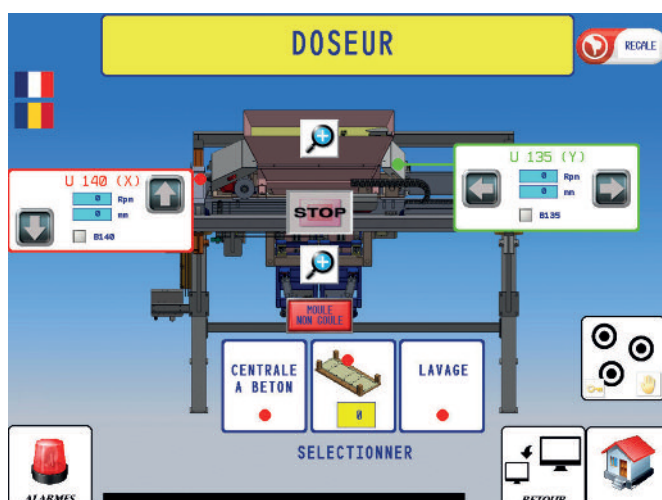 DOSEUR
RECALE
U 140 (X)
0 Rpm
0 mm
B140
U 135 (Y)
0 Rpm
0 mm
B135
STOP
MOULE
NON COULE
CENTRALE
A BETON
0
LAVAGE
SELECTIONNER
ALARMES
RETOUR